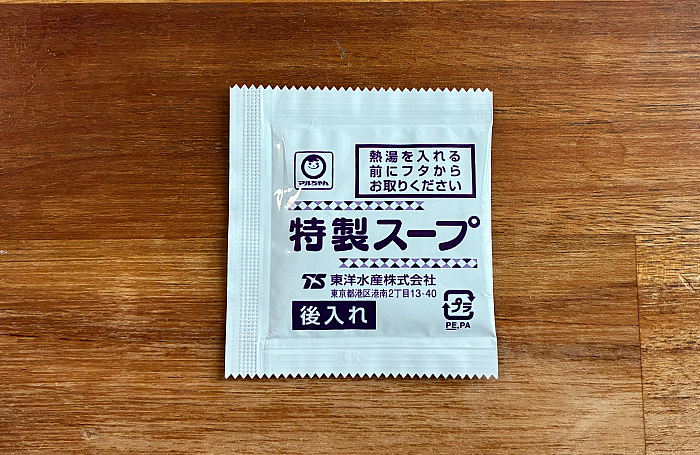 マルちゃん
熱湯を入れる
前にフタから
お取りください
特製スープ
TS 東洋水産株式会社
東京都港区港南2丁目13-40
後入れ
プラ
PE,PA